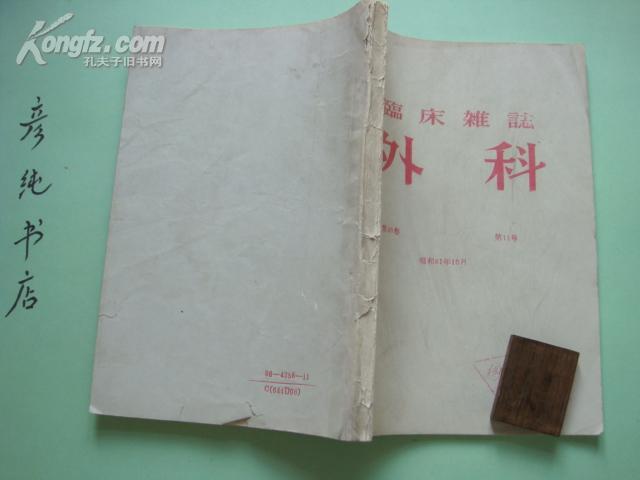 Kongfz.com
孔夫子旧书网
彦纯书店
臨床雑誌
外科
第11号
昭和61年10月